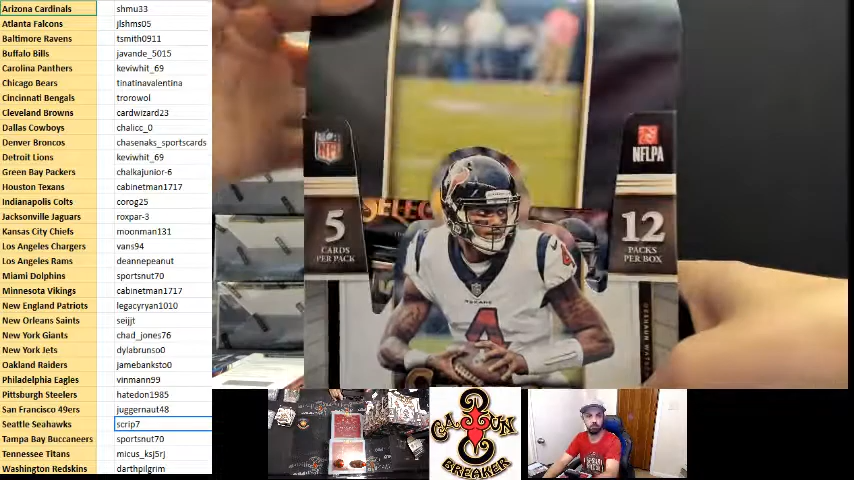 Arizona Cardinals shmu33
Atlanta Falcons jlshms05
Baltimore Ravens tsmith0911
Buffalo Bills javande_5015
Carolina Panthers keviwhit_69
Chicago Bears tinatinavalentina
Cincinnati Bengals trorowol
Cleveland Browns cardwizard23
Dallas Cowboys chalicc_0
Denver Broncos chasenaks_sportscards
Detroit Lions keviwhit_69
Green Bay Packers chalkajunior-6
Houston Texans cabinetman1717
Indianapolis Colts corog25
Jacksonville Jaguars roxpar-3
Kansas City Chiefs moonman131
Los Angeles Chargers vans94
Los Angeles Rams deannepeanut
Miami Dolphins sportsnut70
Minnesota Vikings cabinetman1717
New England Patriots legacyryan1010
New Orleans Saints seijjt
New York Giants chad_jones76
New York Jets dylabruns0
Oakland Raiders jamebanksto0
Philadelphia Eagles vinmann99
Pittsburgh Steelers hatedon1985
San Francisco 49ers juggernaut48
Seattle Seahawks scrip7
Tampa Bay Buccaneers sportsnut70
Tennessee Titans micus_ksj5rj
Washington Redskins darthpilgrim
NFL
NFLPA
SELEC
5
CARDS
PER PACK
12
PACKS
PER BOX
TEXANS
4
CAJUN
BREAKER